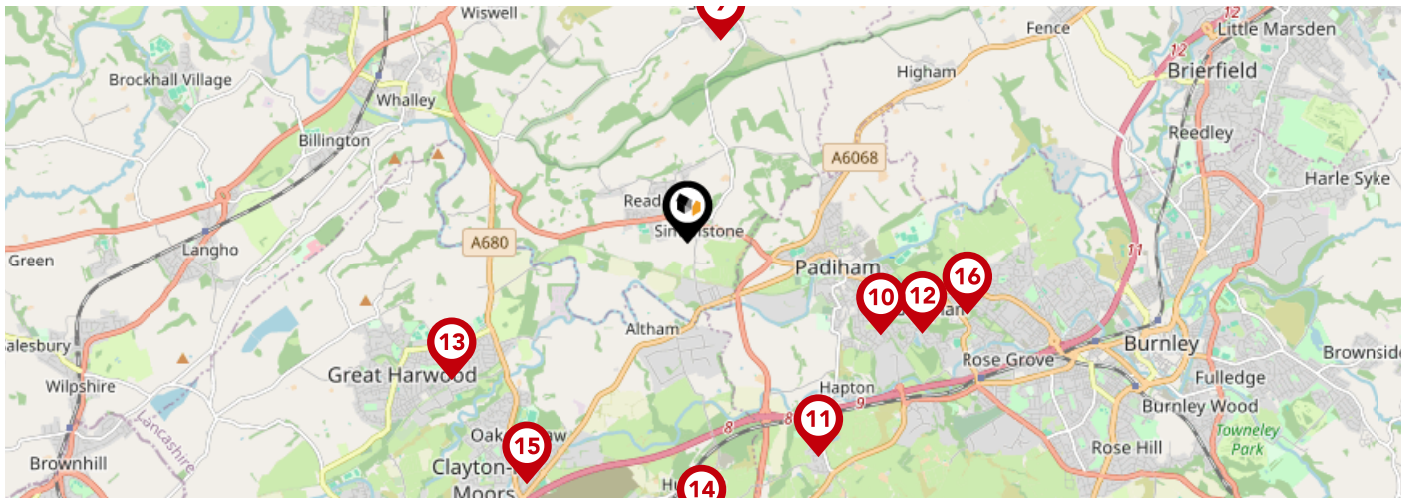 Wiswell
12
Little Marsden
Fence
12
Brierfield
Brockhall Village
Higham
Whalley
Billington
Reedley
A6068
Harle Syke
Read
A680
Langho
Green
11
Padiham
16
10
12
Altham
13
Great Harwood
Rose Grove
Burnley
Wilpshire
Hapton
Fulledge
9
Lancashire
11
8
8
Burnley Wood
Towneley
Park
15
Rose Hill
Brownhill
14